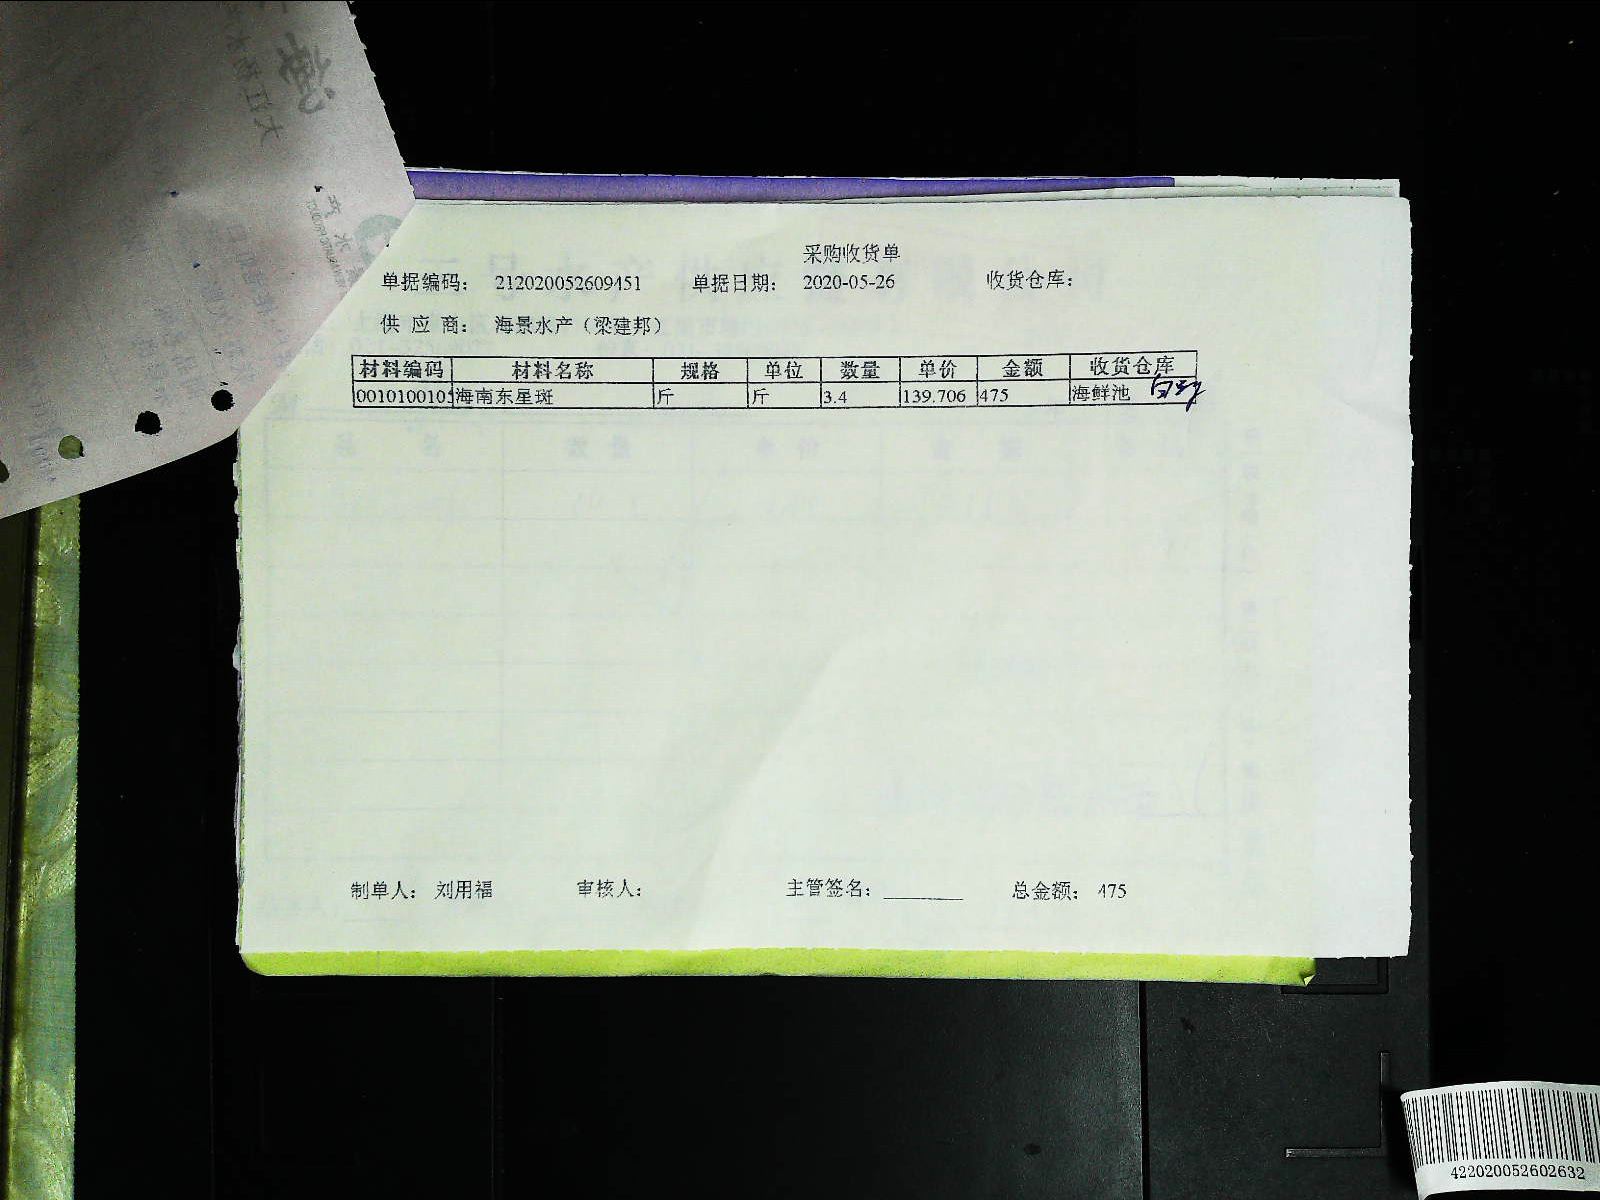 采购收货单
单据编码： 212020052609451 单据日期： 2020-05-26 收货仓库：
供 应 商： 海景水产（梁建邦）
材料编码 材料名称 规格 单位 数量 单价 金额 收货仓库
0010100105 海南东星斑 斤 斤 3.4 139.706 475 海鲜池
制单人： 刘用福 审核人： 主管签名： 总金额： 475
422020052602632